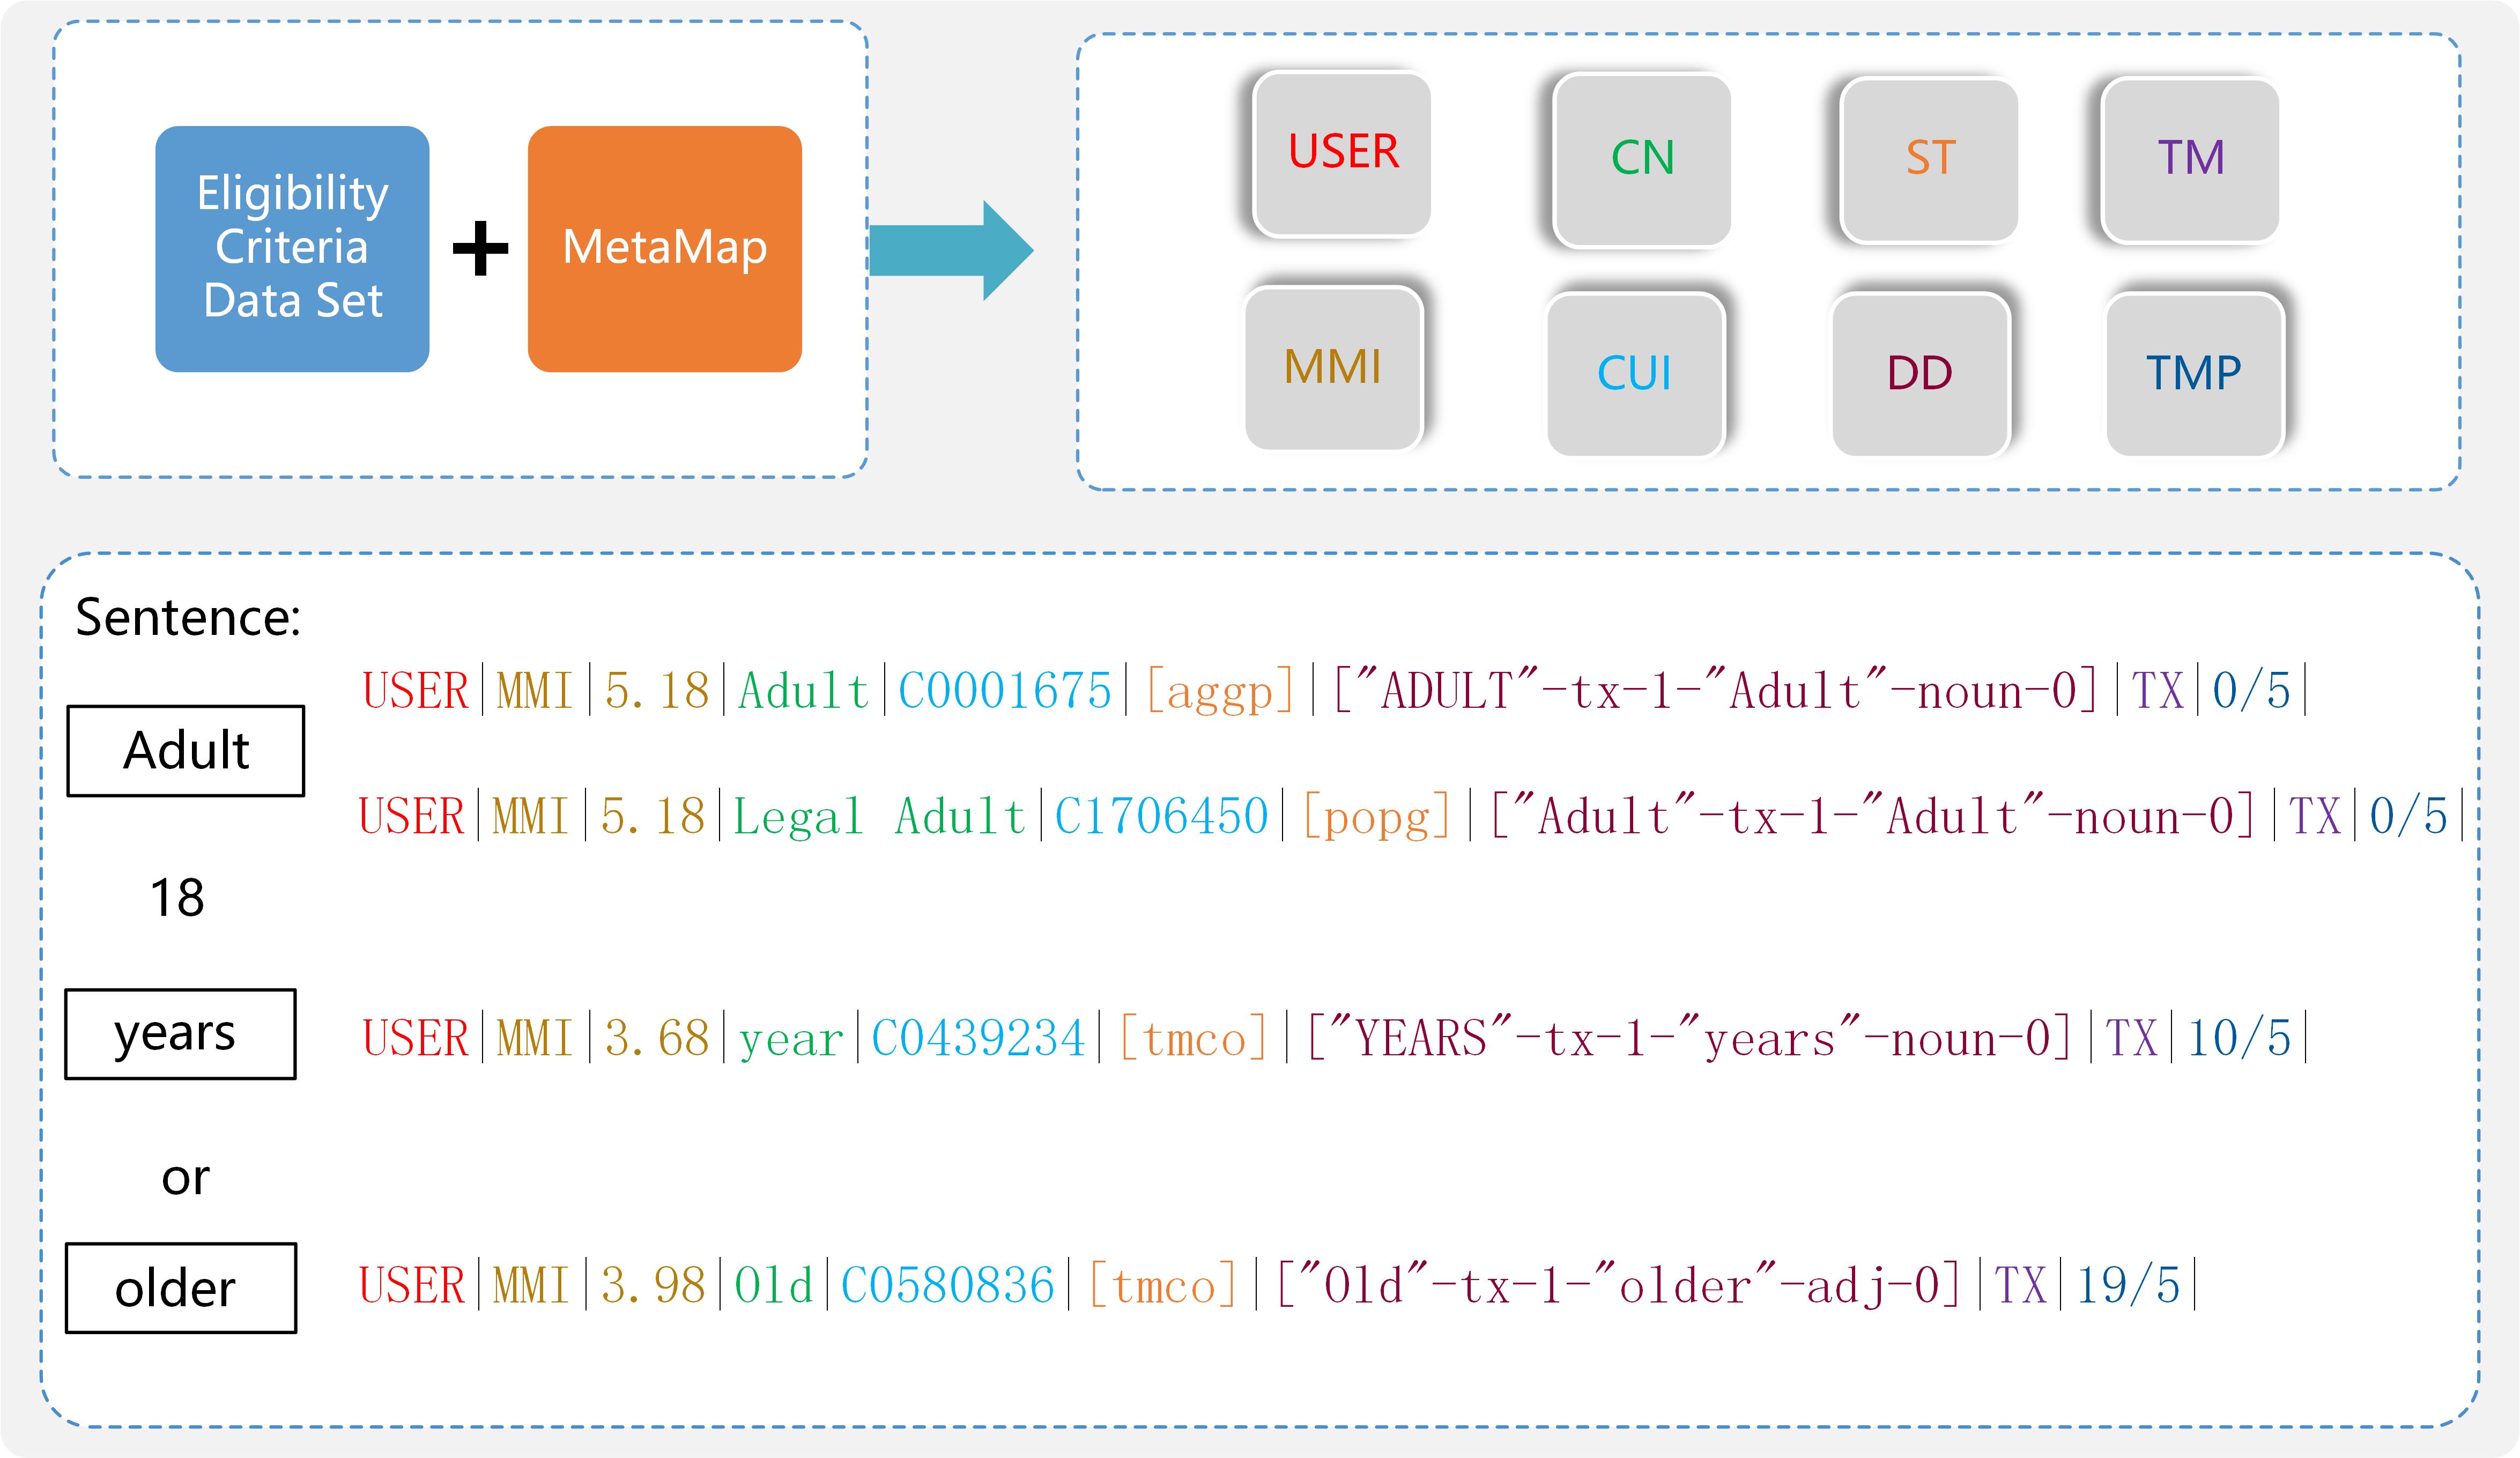 Eligibility
Criteria
Data Set
+
MetaMap
USER
CN
ST
TM
MMI
CUI
DD
TMP
Sentence:
Adult
USER|MMI|5.18|Adult|C0001675|[aggp]|["ADULT"-tx-1-"Adult"-noun-0]|TX|0/5|
USER|MMI|5.18|Legal Adult|C1706450|[popg]|["Adult"-tx-1-"Adult"-noun-0]|TX|0/5|
18
years
USER|MMI|3.68|year|C0439234|[tmco]|["YEARS"-tx-1-"years"-noun-0]|TX|10/5|
or
older
USER|MMI|3.98|Old|C0580836|[tmco]|["Old"-tx-1-"older"-adj-0]|TX|19/5|